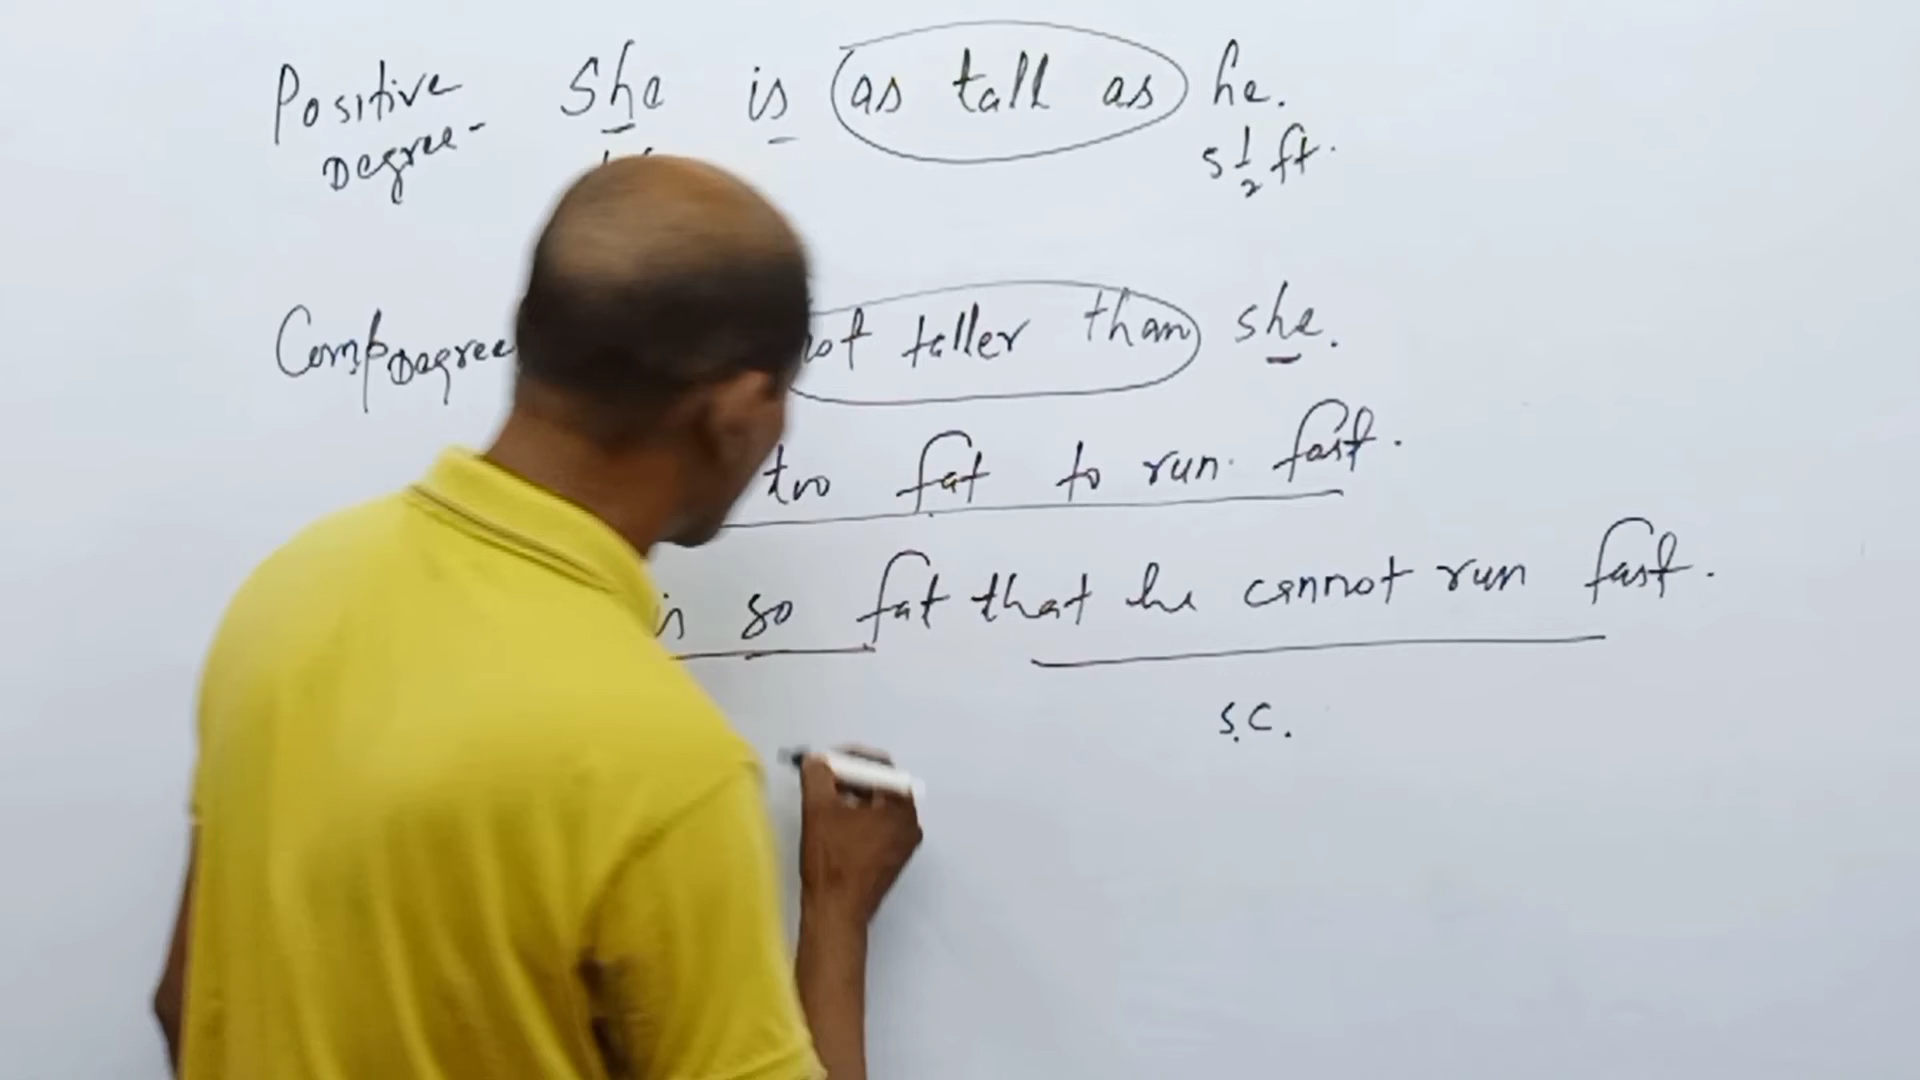 Positive She is as tall as he.
Degree- 5 1/2 ft.
Comp Degree not taller than she.
too fat to run fast.
is so fat that he cannot run fast.
S.C.